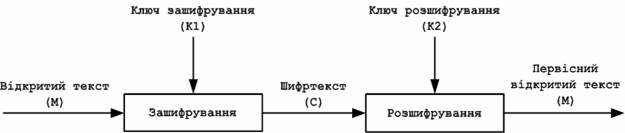 Ключ зашифрування
(K1)
Ключ розшифрування
(K2)
Відкритий текст
(M)
Зашифрування
Шифртекст
(C)
Розшифрування
Первісний
відкритий текст
(M)